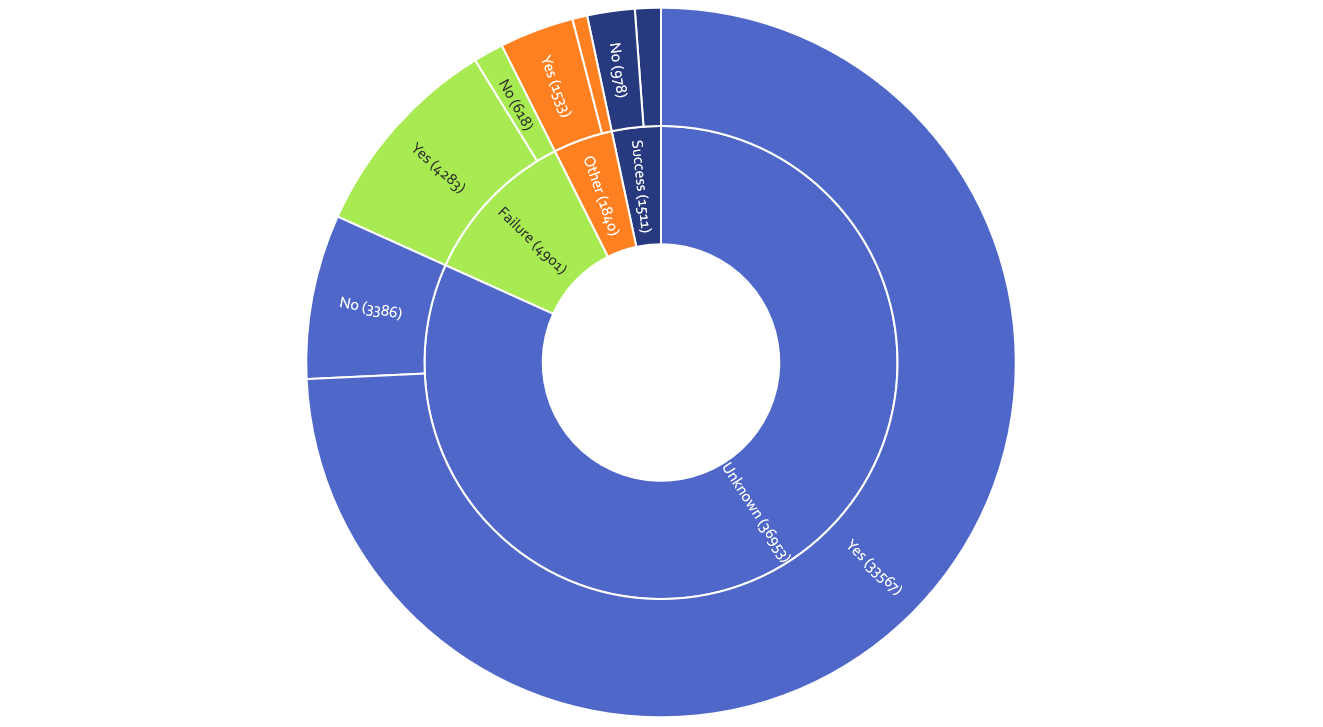 No (978)
Yes (1533)
No (618)
Yes (4283)
Success (1511)
Other (1840)
Failure (4901)
No (3386)
Unknown (36953)
Yes (33567)